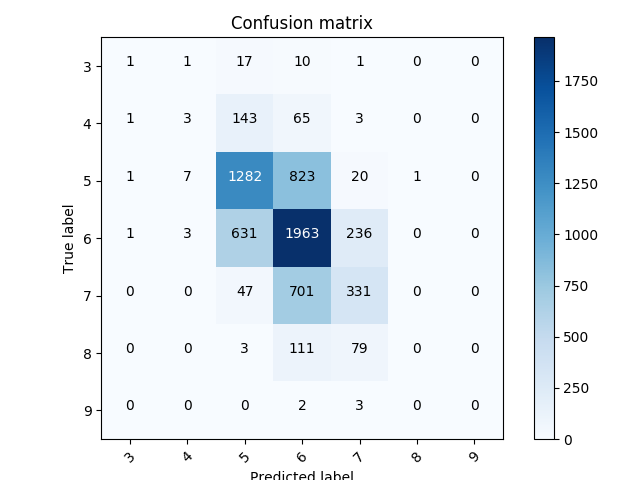 Confusion matrix
True label
3 1 1 17 10 1 0 0
4 1 3 143 65 3 0 0
5 1 7 1282 823 20 1 0
6 1 3 631 1963 236 0 0
7 0 0 47 701 331 0 0
8 0 0 3 111 79 0 0
9 0 0 0 2 3 0 0
3 4 5 6 7 8 9
Predicted label
1750
1500
1250
1000
750
500
250
0